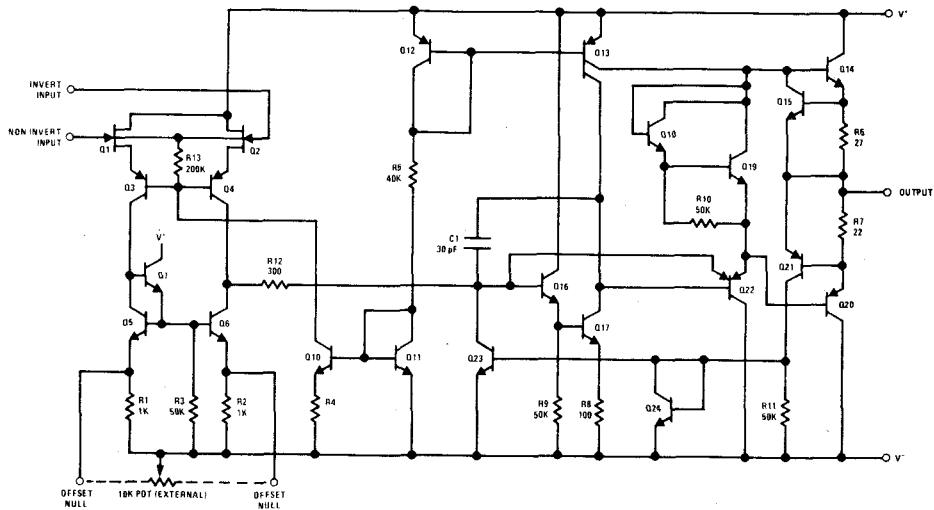 V+
Q12
Q13
Q14
INVERT
INPUT
Q15
NON INVERT
INPUT
Q1
R13
200K
Q2
Q18
R6
27
Q3
Q4
R5
40K
Q19
OUTPUT
R10
50K
R7
22
V+
C1
30 pF
Q7
R12
300
Q21
Q16
Q22
Q20
Q5
Q6
Q17
Q10
Q11
Q23
R1
1K
R3
50K
R2
1K
R4
R9
50K
R8
100
Q24
R11
50K
V-
OFFSET
NULL
10K POT (EXTERNAL)
OFFSET
NULL